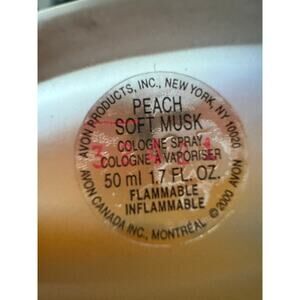 AVON PRODUCTS, INC., NEW YORK, NY 10020
PEACH
SOFT MUSK
COLOGNE SPRAY
COLOGNE À VAPORISER
50 ml 1.7 FL. OZ.
FLAMMABLE
INFLAMMABLE
AVON CANADA INC., MONTRÉAL © 2000 AVON